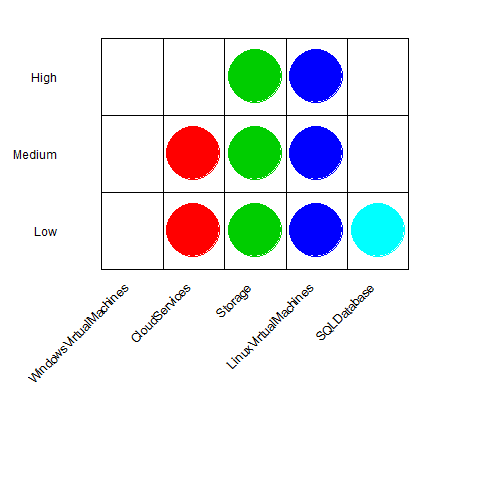 High
Medium
Low
WindowsVirtualMachines
CloudServices
Storage
LinuxVirtualMachines
SQLDatabase